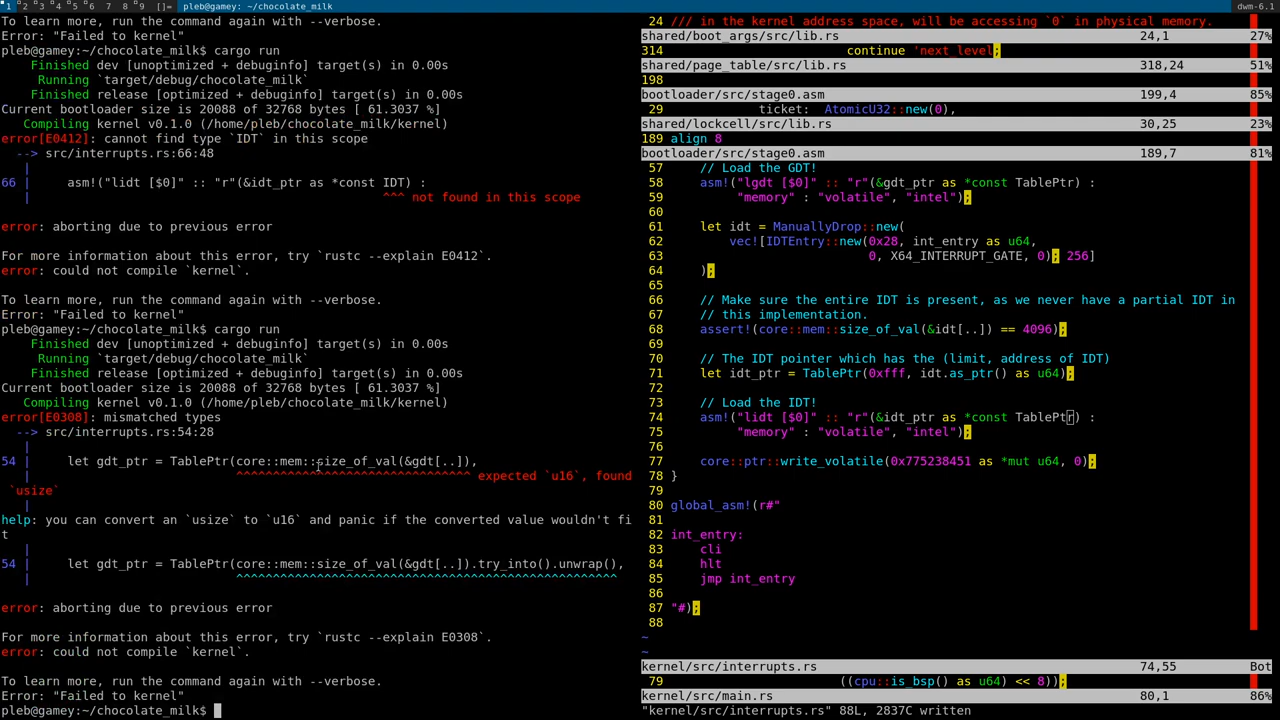 1 2 3 4 5 6 7 8 9 []= pleb@gamey:~/chocolate_milk dwm-6.1
To learn more, run the command again with --verbose.
Error: "Failed to kernel"
pleb@gamey:~/chocolate_milk$ cargo run
    Finished dev [unoptimized + debuginfo] target(s) in 0.00s
     Running `target/debug/chocolate_milk`
    Finished release [optimized + debuginfo] target(s) in 0.00s
Current bootloader size is 20088 of 32768 bytes [ 61.3037 %]
   Compiling kernel v0.1.0 (/home/pleb/chocolate_milk/kernel)
error[E0412]: cannot find type `IDT` in this scope
  --> src/interrupts.rs:66:48
   |
66 |     asm!("lidt [$0]" :: "r"(&idt_ptr as *const IDT) :
   |                                                ^^^ not found in this scope
error: aborting due to previous error
For more information about this error, try `rustc --explain E0412`.
error: could not compile `kernel`.
To learn more, run the command again with --verbose.
Error: "Failed to kernel"
pleb@gamey:~/chocolate_milk$ cargo run
    Finished dev [unoptimized + debuginfo] target(s) in 0.00s
     Running `target/debug/chocolate_milk`
    Finished release [optimized + debuginfo] target(s) in 0.00s
Current bootloader size is 20088 of 32768 bytes [ 61.3037 %]
   Compiling kernel v0.1.0 (/home/pleb/chocolate_milk/kernel)
error[E0308]: mismatched types
  --> src/interrupts.rs:54:28
   |
54 |     let gdt_ptr = TablePtr(core::mem::size_of_val(&gdt[..]),
   |                            ^^^^^^^^^^^^^^^^^^^^^^^^^^^^^^^^ expected `u16`, found
 `usize`
   |
help: you can convert an `usize` to `u16` and panic if the converted value wouldn't fi
t
   |
54 |     let gdt_ptr = TablePtr(core::mem::size_of_val(&gdt[..]).try_into().unwrap(),
   |                            ^^^^^^^^^^^^^^^^^^^^^^^^^^^^^^^^^^^^^^^^^^^^^^^^^^^^
error: aborting due to previous error
For more information about this error, try `rustc --explain E0308`.
error: could not compile `kernel`.
To learn more, run the command again with --verbose.
Error: "Failed to kernel"
pleb@gamey:~/chocolate_milk$
24 /// in the kernel address space, will be accessing `0` in physical memory.
shared/boot_args/src/lib.rs 24,1 27%
314 continue 'next_level;
shared/page_table/src/lib.rs 318,24 51%
198
bootloader/src/stage0.asm 199,4 85%
29 ticket: AtomicU32::new(0),
shared/lockcell/src/lib.rs 30,25 23%
189 align 8
bootloader/src/stage0.asm 189,7 81%
57     // Load the GDT!
58     asm!("lgdt [$0]" :: "r"(&gdt_ptr as *const TablePtr) :
59          "memory" : "volatile", "intel");
60
61     let idt = ManuallyDrop::new(
62         vec![IDTEntry::new(0x28, int_entry as u64,
63                            0, X64_INTERRUPT_GATE, 0); 256]
64     );
65
66     // Make sure the entire IDT is present, as we never have a partial IDT in
67     // this implementation.
68     assert!(core::mem::size_of_val(&idt[..]) == 4096);
69
70     // The IDT pointer which has the (limit, address of IDT)
71     let idt_ptr = TablePtr(0xfff, idt.as_ptr() as u64);
72
73     // Load the IDT!
74     asm!("lidt [$0]" :: "r"(&idt_ptr as *const TablePtr) :
75          "memory" : "volatile", "intel");
76
77     core::ptr::write_volatile(0x775238451 as *mut u64, 0);
78 }
79
80 global_asm!(r#"
81
82 int_entry:
83     cli
84     hlt
85     jmp int_entry
86
87 "#);
88
~
~
kernel/src/interrupts.rs 74,55 Bot
79 ((cpu::is_bsp() as u64) << 8));
kernel/src/main.rs 80,1 86%
"kernel/src/interrupts.rs" 88L, 2837C written